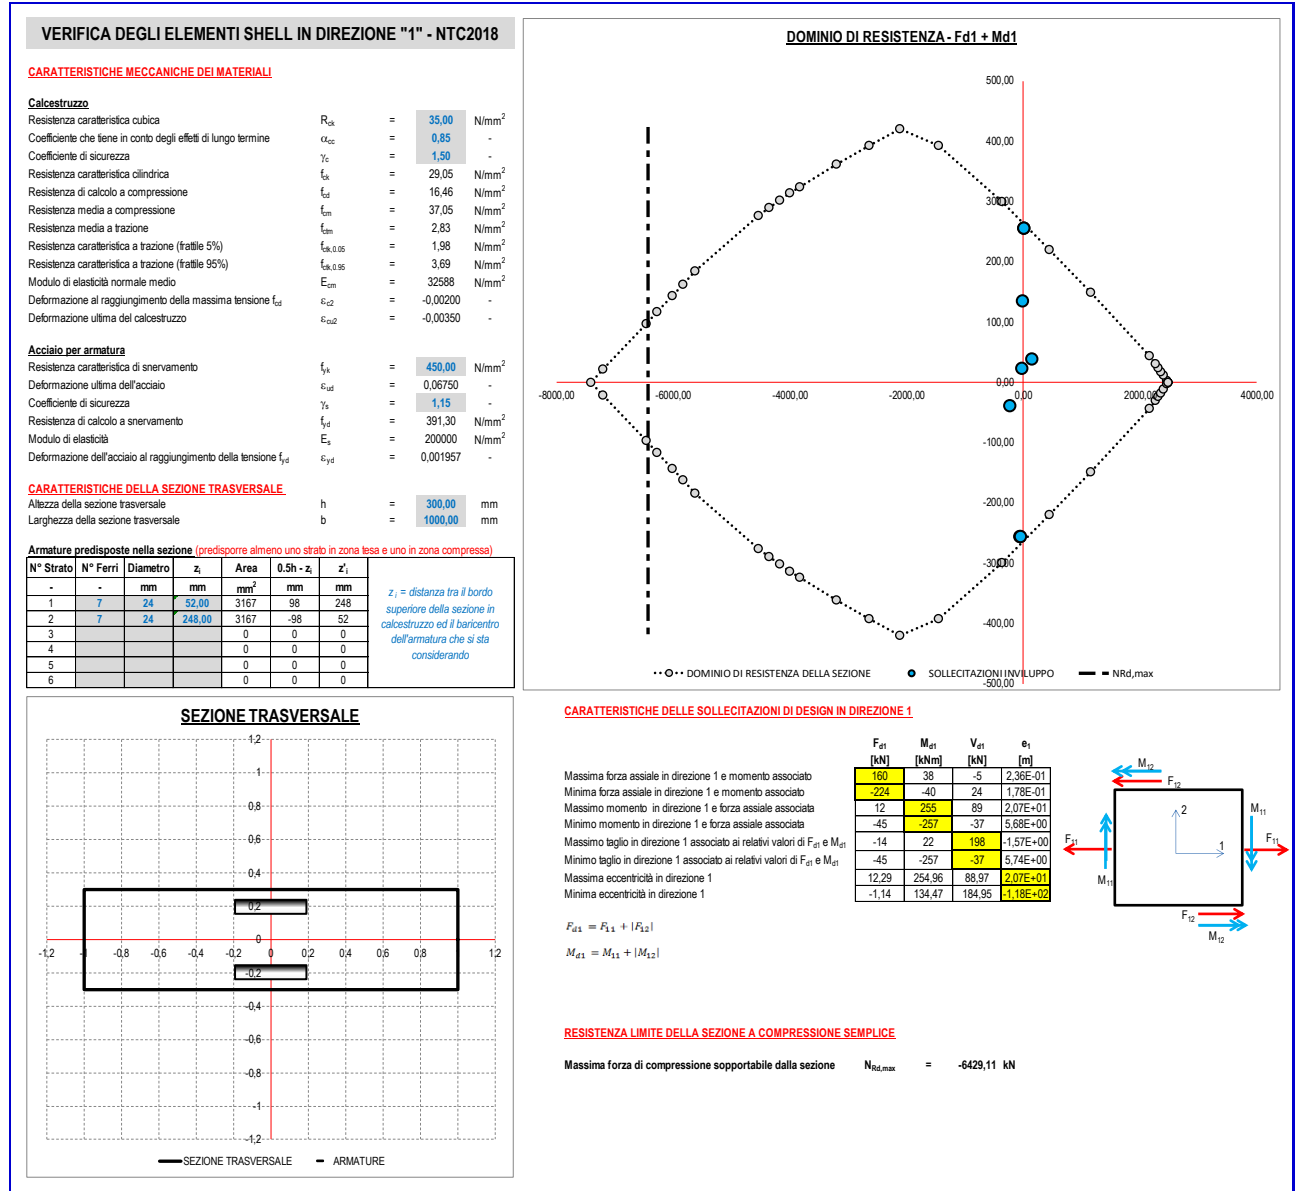 VERIFICA DEGLI ELEMENTI SHELL IN DIREZIONE "1" - NTC2018
CARATTERISTICHE MECCANICHE DEI MATERIALI
Calcestruzzo
Resistenza caratteristica cubica Rck = 35,00 N/mm2
Coefficiente che tiene in conto degli effetti di lungo termine αcc = 0,85 -
Coefficiente di sicurezza γc = 1,50 -
Resistenza caratteristica cilindrica fck = 29,05 N/mm2
Resistenza di calcolo a compressione fcd = 16,46 N/mm2
Resistenza media a compressione fcm = 37,05 N/mm2
Resistenza media a trazione fctm = 2,83 N/mm2
Resistenza caratteristica a trazione (frattile 5%) fctk,0.05 = 1,98 N/mm2
Resistenza caratteristica a trazione (frattile 95%) fctk,0.95 = 3,69 N/mm2
Modulo di elasticità normale medio Ecm = 32588 N/mm2
Deformazione al raggiungimento della massima tensione fcd εc2 = -0,00200 -
Deformazione ultima del calcestruzzo εcu2 = -0,00350 -
Acciaio per armatura
Resistenza caratteristica di snervamento fyk = 450,00 N/mm2
Deformazione ultima dell'acciaio εud = 0,06750 -
Coefficiente di sicurezza γs = 1,15 -
Resistenza di calcolo a snervamento fyd = 391,30 N/mm2
Modulo di elasticità Es = 200000 N/mm2
Deformazione dell'acciaio al raggiungimento della tensione fyd εyd = 0,001957 -
CARATTERISTICHE DELLA SEZIONE TRASVERSALE
Altezza della sezione trasversale h = 300,00 mm
Larghezza della sezione trasversale b = 1000,00 mm
Armature predisposte nella sezione (predisporre almeno uno strato in zona tesa e uno in zona compressa)
N° Strato N° Ferri Diametro zi Area 0.5h - zi z'i
- - mm mm mm2 mm mm
1 7 24 52,00 3167 98 248
2 7 24 248,00 3167 -98 52
3 0 0 0
4 0 0 0
5 0 0 0
6 0 0 0
zi = distanza tra il bordo
superiore della sezione in
calcestruzzo ed il baricentro
dell'armatura che si sta
considerando
DOMINIO DI RESISTENZA - Fd1 + Md1
500,00
400,00
300,00
200,00
100,00
0,00
-8000,00 -6000,00 -4000,00 -2000,00 0,00 2000,00 4000,00
-100,00
-200,00
-300,00
-400,00
-500,00
DOMINIO DI RESISTENZA DELLA SEZIONE SOLLECITAZIONI INVILUPPO NRd,max
SEZIONE TRASVERSALE
1,2
1
0,8
0,6
0,4
0,2
0
-1,2 -1 -0,8 -0,6 -0,4 -0,2 0 0,2 0,4 0,6 0,8 1 1,2
-0,2
-0,4
-0,6
-0,8
-1
-1,2
SEZIONE TRASVERSALE ARMATURE
CARATTERISTICHE DELLE SOLLECITAZIONI DI DESIGN IN DIREZIONE 1
Fd1 Md1 Vd1 e1
[kN] [kNm] [kN] [m]
Massima forza assiale in direzione 1 e momento associato 160 38 -5 2,36E-01
Minima forza assiale in direzione 1 e momento associato -224 -40 24 1,78E-01
Massimo momento in direzione 1 e forza assiale associata 12 255 89 2,07E+01
Minimo momento in direzione 1 e forza assiale associata -45 -257 -37 5,68E+00
Massimo taglio in direzione 1 associato ai relativi valori di Fd1 e Md1 -14 22 198 -1,57E+00
Minimo taglio in direzione 1 associato ai relativi valori di Fd1 e Md1 -45 -257 -37 5,74E+00
Massima eccentricità in direzione 1 12,29 254,96 88,97 2,07E+01
Minima eccentricità in direzione 1 -1,14 134,47 184,95 -1,18E+02
Fd1 = F11 + |F12|
Md1 = M11 + |M12|
M12
F12
2
M11
F11
1
F11
M11
F12
M12
RESISTENZA LIMITE DELLA SEZIONE A COMPRESSIONE SEMPLICE
Massima forza di compressione sopportabile dalla sezione NRd,max = -6429,11 kN